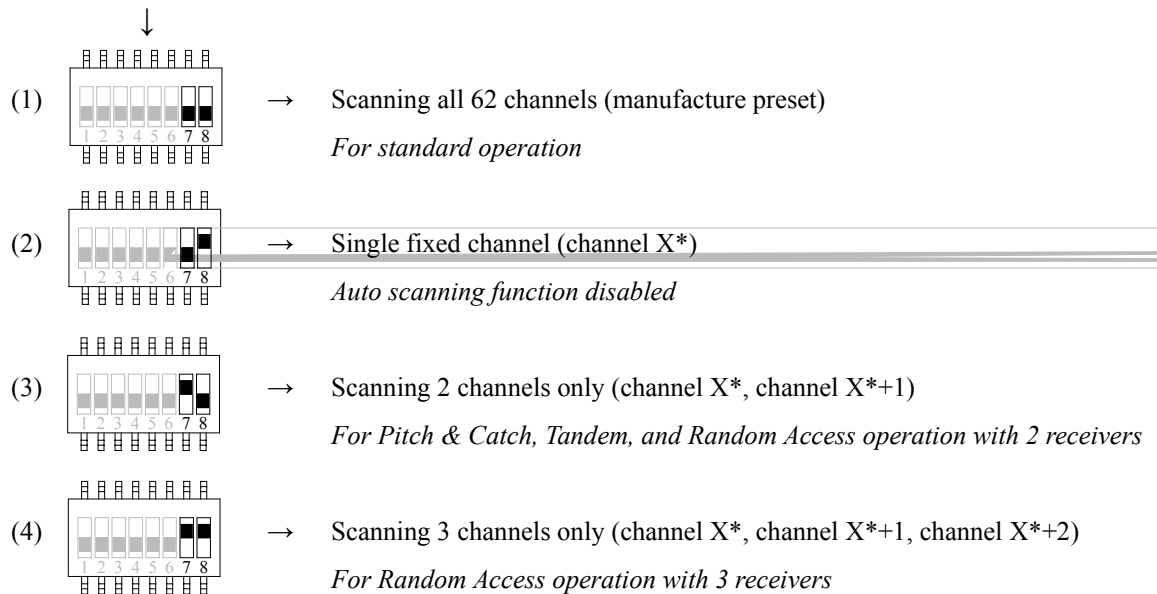 ↓
(1) 1 2 3 4 5 6 7 8 → Scanning all 62 channels (manufacture preset)
For standard operation
(2) 1 2 3 4 5 6 7 8 → Single fixed channel (channel X*)
Auto scanning function disabled
(3) 1 2 3 4 5 6 7 8 → Scanning 2 channels only (channel X*, channel X*+1)
For Pitch & Catch, Tandem, and Random Access operation with 2 receivers
(4) 1 2 3 4 5 6 7 8 → Scanning 3 channels only (channel X*, channel X*+1, channel X*+2)
For Random Access operation with 3 receivers